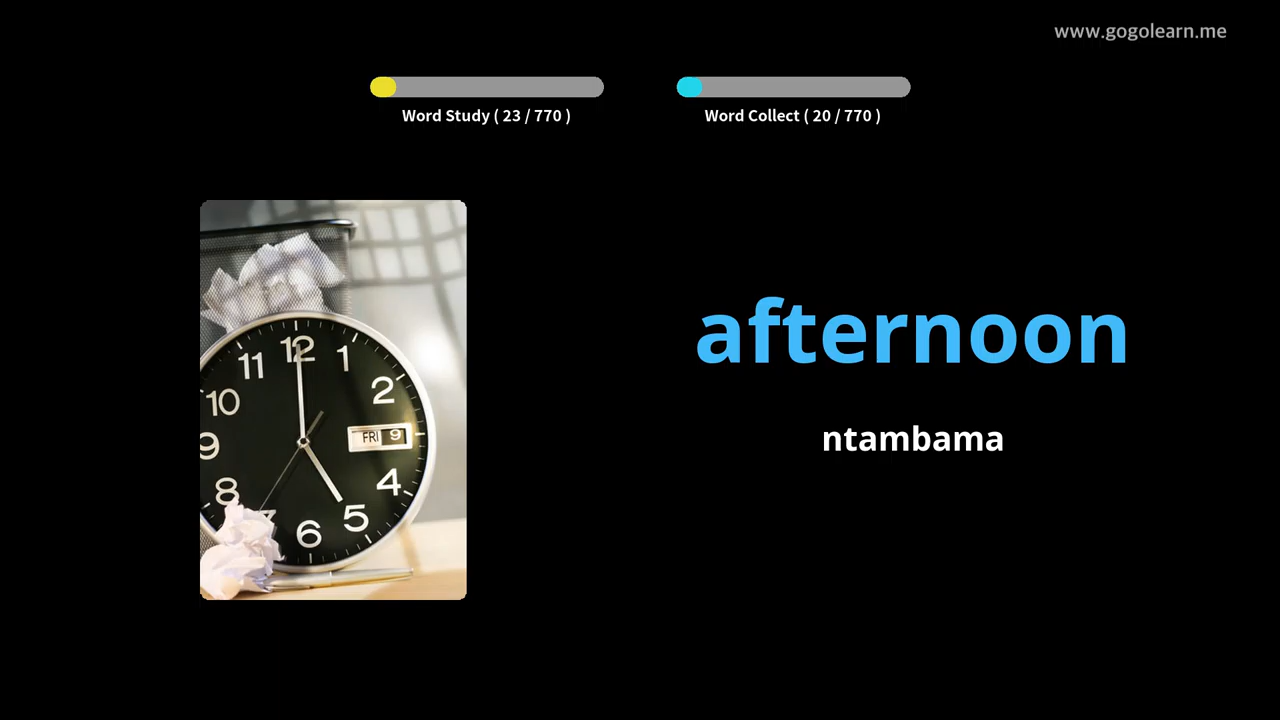 www.gogolearn.me
Word Study ( 23 / 770 )
Word Collect ( 20 / 770 )
afternoon
ntambama
12
11
1
10
2
9
FRI 9
8
4
7
5
6